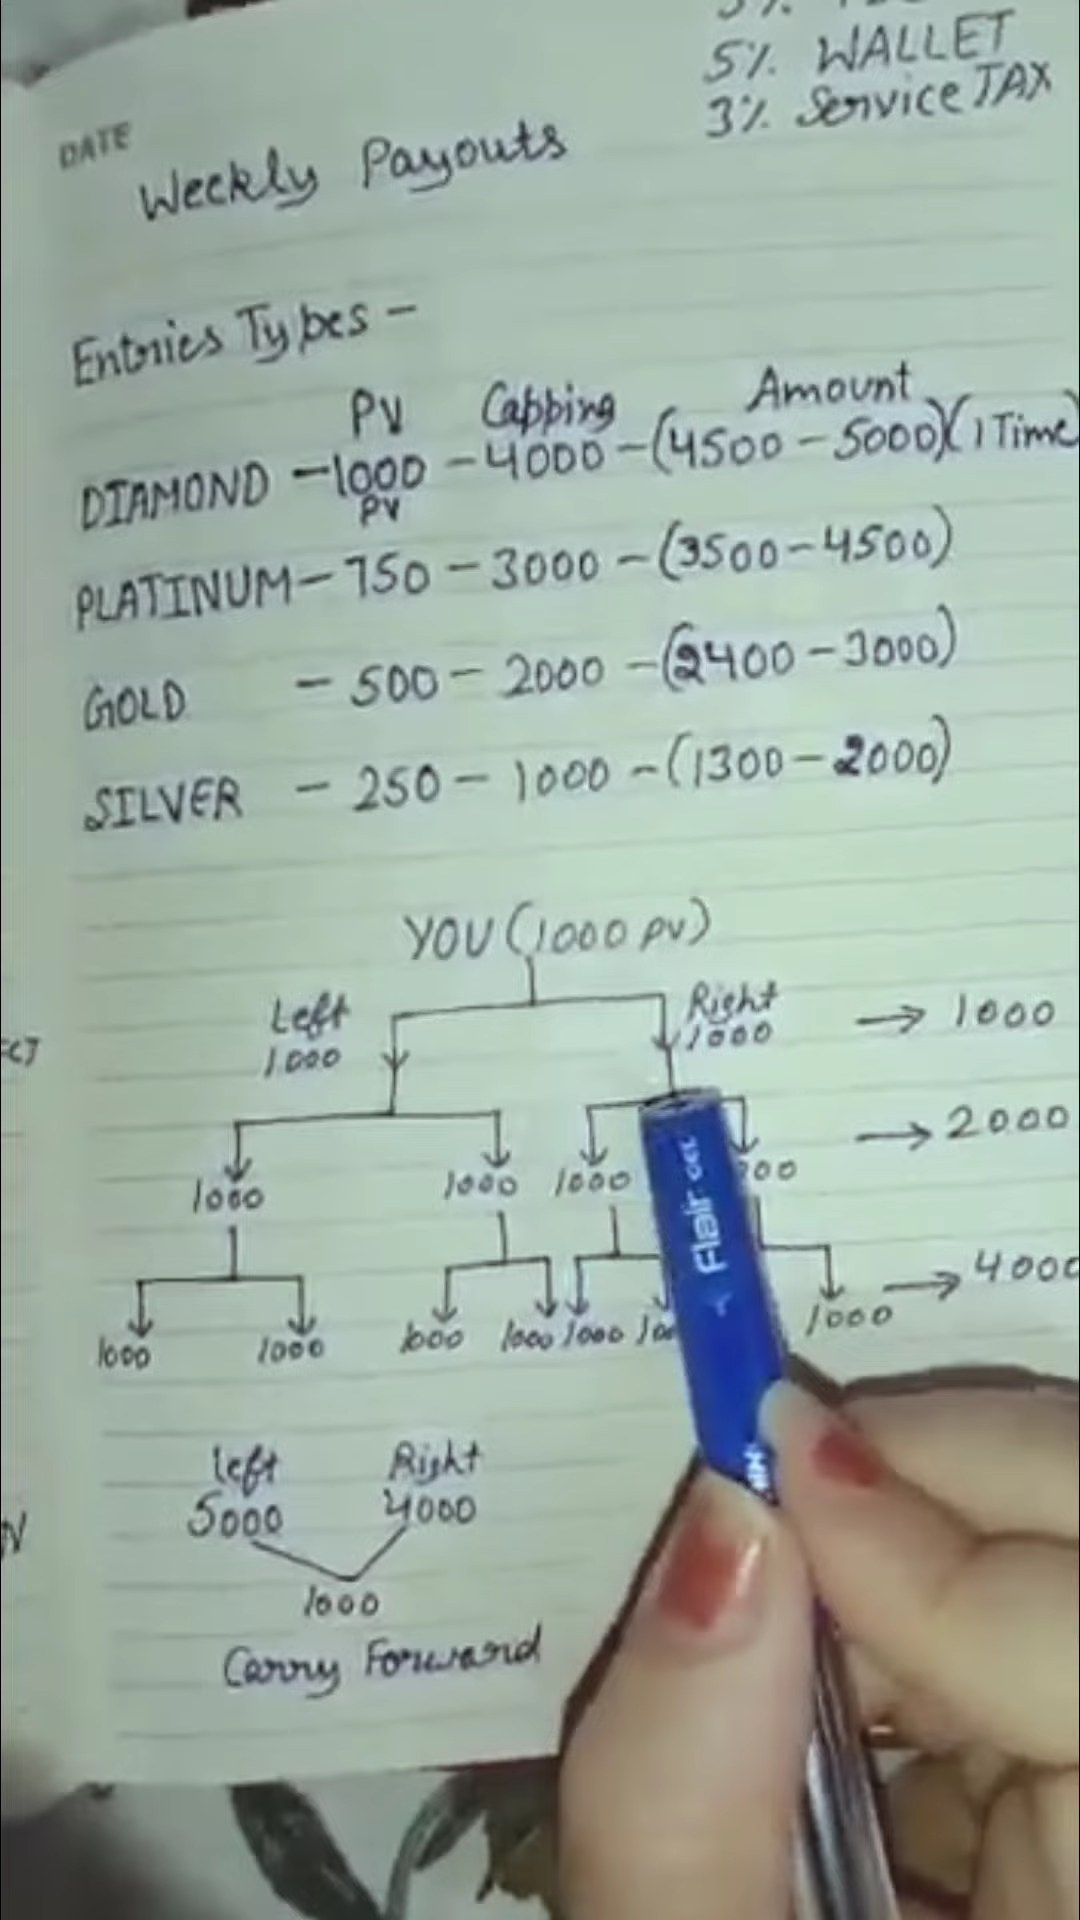 5% WALLET
3% Service TAX
DATE
Weekly Payouts
Entries Types -
PV Capping Amount
DIAMOND - 1000 - 4000 - (4500 - 5000) (1 Time)
PV
PLATINUM - 750 - 3000 - (3500 - 4500)
GOLD - 500 - 2000 - (2400 - 3000)
SILVER - 250 - 1000 - (1300 - 2000)
YOU (1000 PV)
Left Right
1000 1000 → 1000
→ 2000
1000 1000 1000
→ 4000
1000 1000 1000 1000 1000 1000
Left Right
5000 4000
1000
Carry Forward
Flair